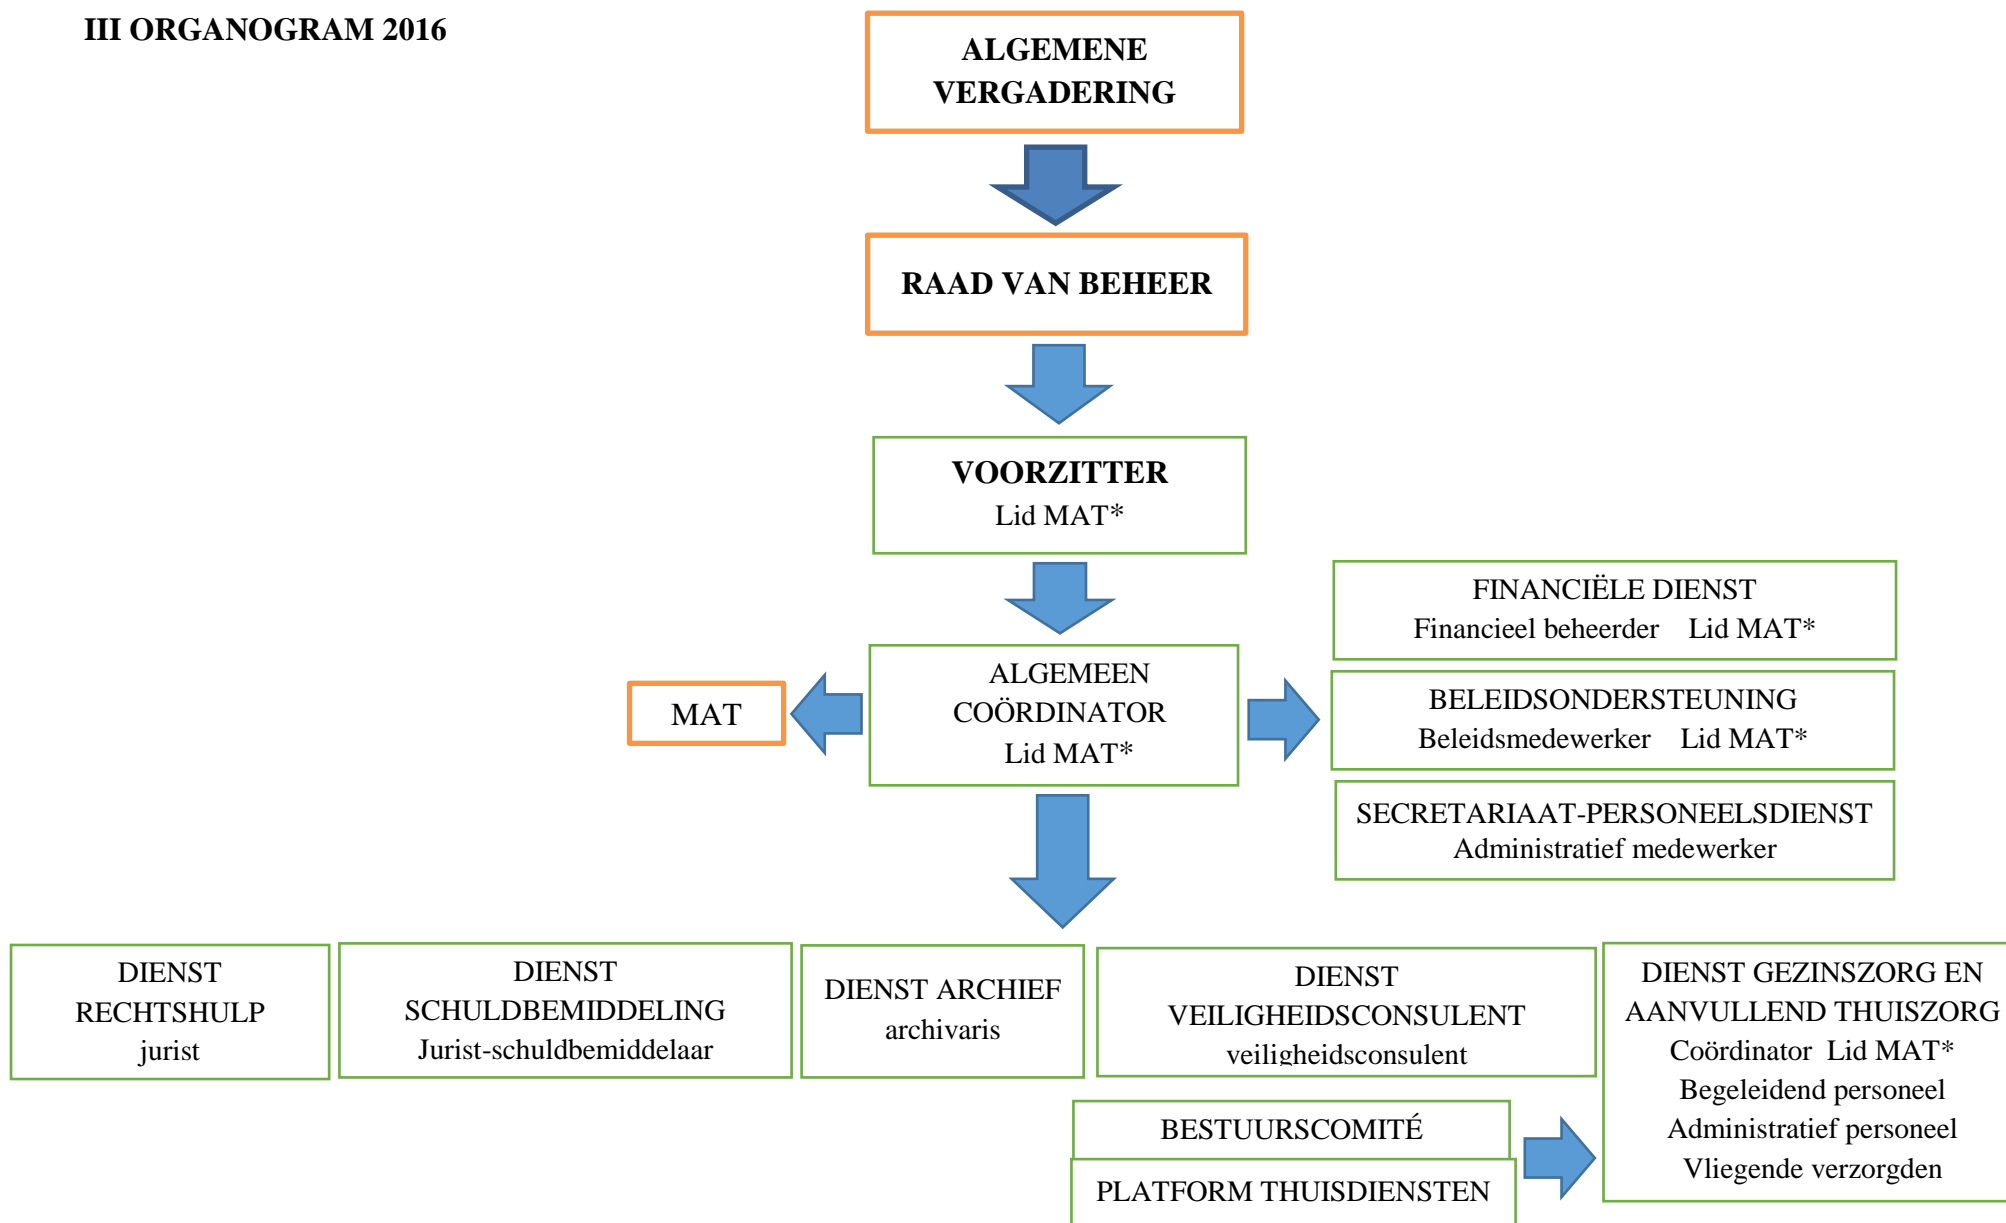 III ORGANOGRAM 2016
ALGEMENE
VERGADERING
RAAD VAN BEHEER
VOORZITTER
Lid MAT*
FINANCIËLE DIENST
Financieel beheerder Lid MAT*
MAT
ALGEMEEN
COÖRDINATOR
Lid MAT*
BELEIDSONDERSTEUNING
Beleidsmedewerker Lid MAT*
SECRETARIAAT-PERSONEELSDIENST
Administratief medewerker
DIENST
RECHTSHULP
jurist
DIENST
SCHULDBEMIDDELING
Jurist-schuldbemiddelaar
DIENST ARCHIEF
archivaris
DIENST
VEILIGHEIDSCONSULENT
veiligheidsconsulent
DIENST GEZINSZORG EN
AANVULLEND THUISZORG
Coördinator Lid MAT*
Begeleidend personeel
Administratief personeel
Vliegende verzorgden
BESTUURSCOMITÉ
PLATFORM THUISDIENSTEN